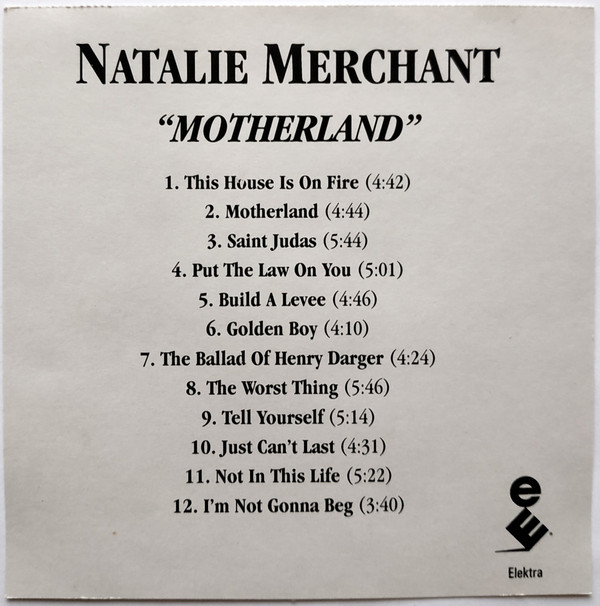 NATALIE MERCHANT
“MOTHERLAND”
1. This House Is On Fire (4:42)
2. Motherland (4:44)
3. Saint Judas (5:44)
4. Put The Law On You (5:01)
5. Build A Levee (4:46)
6. Golden Boy (4:10)
7. The Ballad Of Henry Darger (4:24)
8. The Worst Thing (5:46)
9. Tell Yourself (5:14)
10. Just Can’t Last (4:31)
11. Not In This Life (5:22)
12. I’m Not Gonna Beg (3:40)
e
E®
Elektra